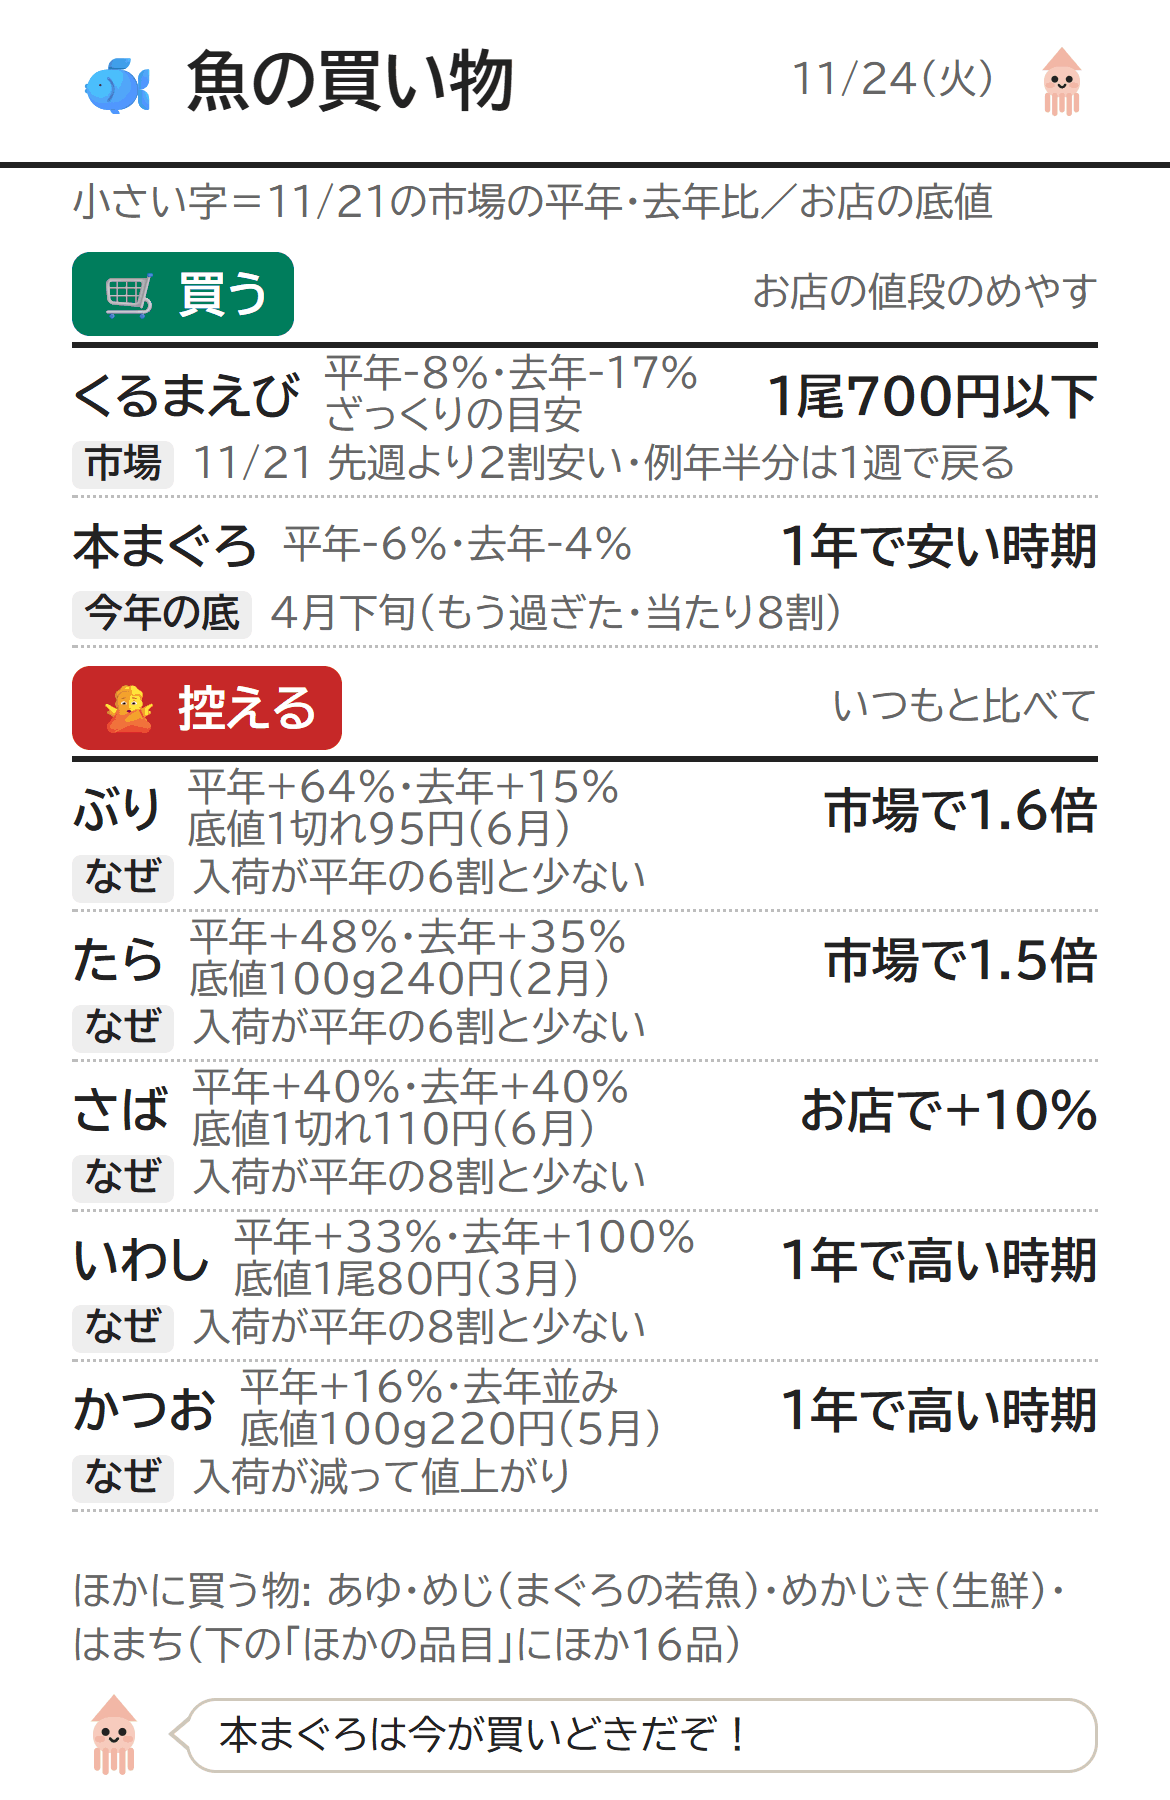 魚の買い物
11/24(火)
小さい字=11/21の市場の平年・去年比／お店の底値
買う
お店の値段のめやす
くるまえび
平年-8%・去年-17%
ざっくりの目安
1尾700円以下
市場 11/21 先週より2割安い・例年半分は1週で戻る
本まぐろ 平年-6%・去年-4% 1年で安い時期
今年の底 4月下旬(もう過ぎた・当たり8割)
控える
いつもと比べて
ぶり
平年+64%・去年+15%
底値1切れ95円(6月)
市場で1.6倍
なぜ 入荷が平年の6割と少ない
たら
平年+48%・去年+35%
底値100g240円(2月)
市場で1.5倍
なぜ 入荷が平年の6割と少ない
さば
平年+40%・去年+40%
底値1切れ110円(6月)
お店で+10%
なぜ 入荷が平年の8割と少ない
いわし
平年+33%・去年+100%
底値1尾80円(3月)
1年で高い時期
なぜ 入荷が平年の8割と少ない
かつお
平年+16%・去年並み
底値100g220円(5月)
1年で高い時期
なぜ 入荷が減って値上がり
ほかに買う物: あゆ・めじ(まぐろの若魚)・めかじき(生鮮)・
はまち(下の「ほかの品目」にほか16品)
本まぐろは今が買いどきだぞ！